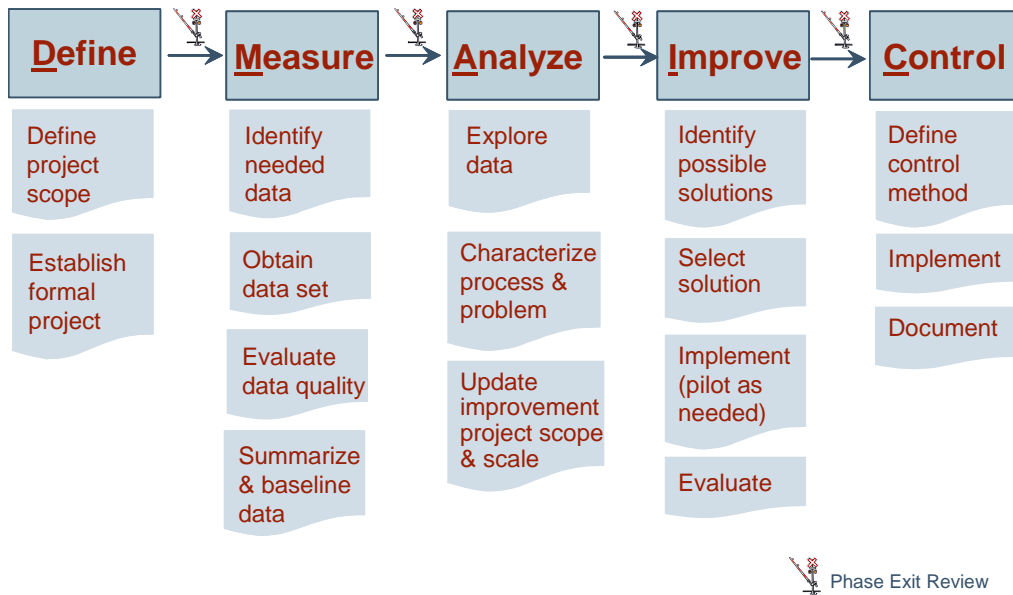 Define
Measure
Analyze
Improve
Control
Define
project
scope
Establish
formal
project
Identify
needed
data
Obtain
data set
Evaluate
data quality
Summarize
& baseline
data
Explore
data
Characterize
process &
problem
Update
improvement
project scope
& scale
Identify
possible
solutions
Select
solution
Implement
(pilot as
needed)
Evaluate
Define
control
method
Implement
Document
Phase Exit Review